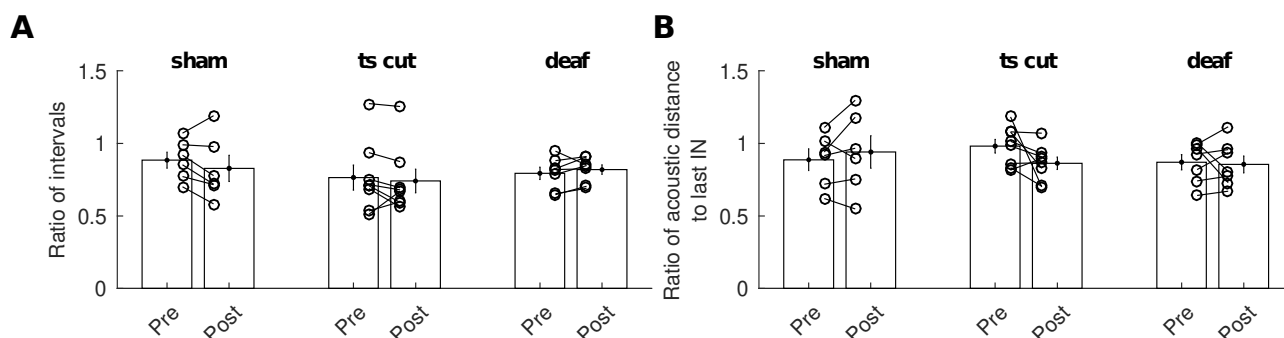 A
sham
ts cut
deaf
Ratio of intervals
1.5
1
0.5
0
Pre
Post
Pre
Post
Pre
Post
B
sham
ts cut
deaf
Ratio of acoustic distance
to last IN
1.5
1
0.5
0
Pre
Post
Pre
Post
Pre
Post